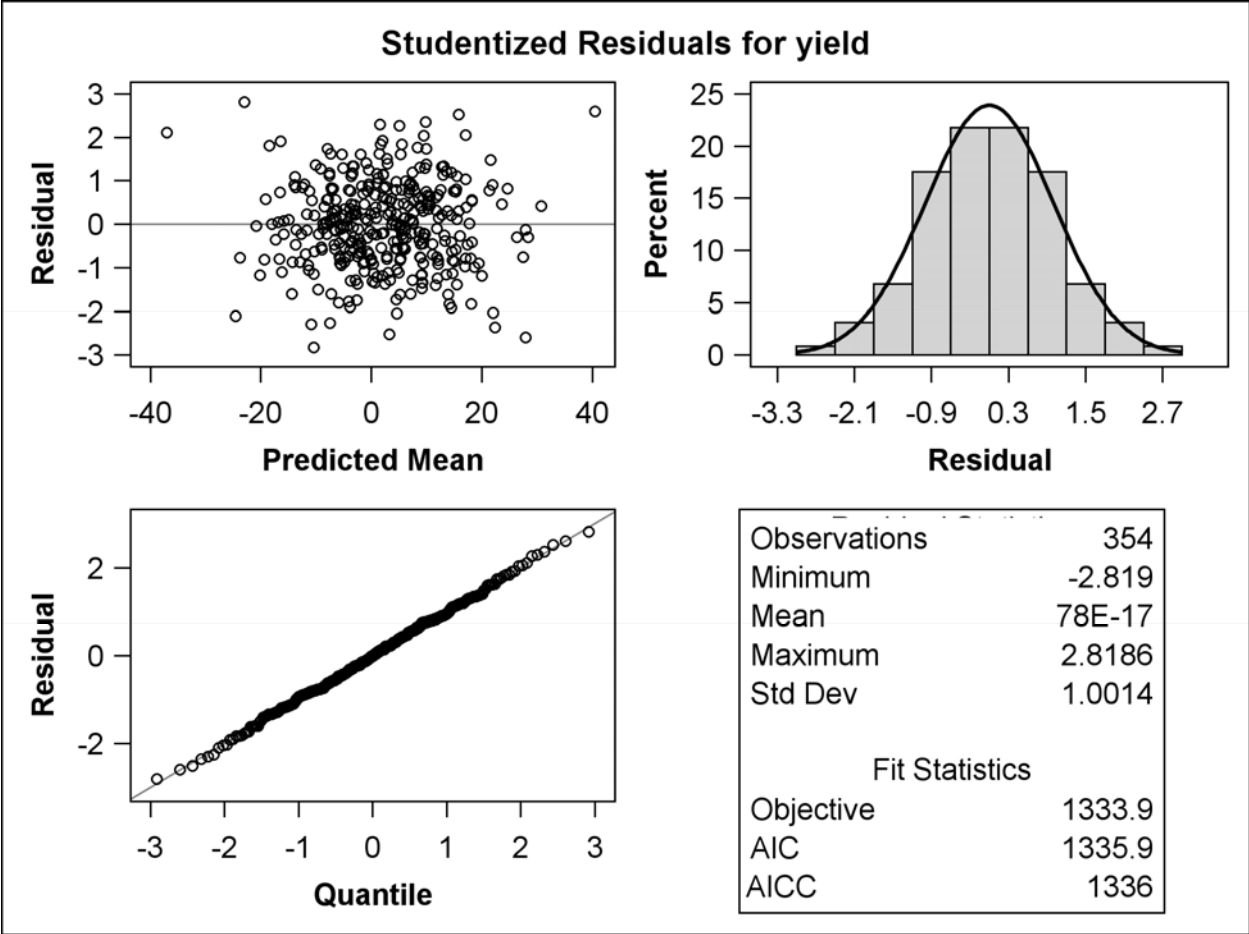 Studentized Residuals for yield
Residual
3
2
1
0
-1
-2
-3
-40 -20 0 20 40
Predicted Mean
Percent
25
20
15
10
5
0
-3.3 -2.1 -0.9 0.3 1.5 2.7
Residual
Residual
2
0
-2
-3 -2 -1 0 1 2 3
Quantile
Observations 354
Minimum -2.819
Mean 78E-17
Maximum 2.8186
Std Dev 1.0014
Fit Statistics
Objective 1333.9
AIC 1335.9
AICC 1336